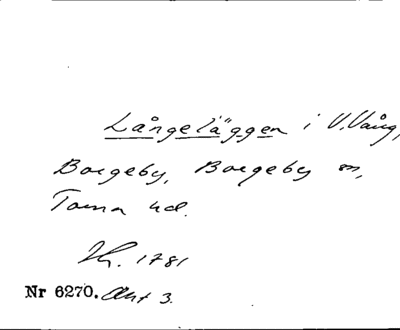 Långeläggen i V. Vång,
Borgeby, Borgeby sn,
Torna hd.
1781
Nr 6270. Akt 3.